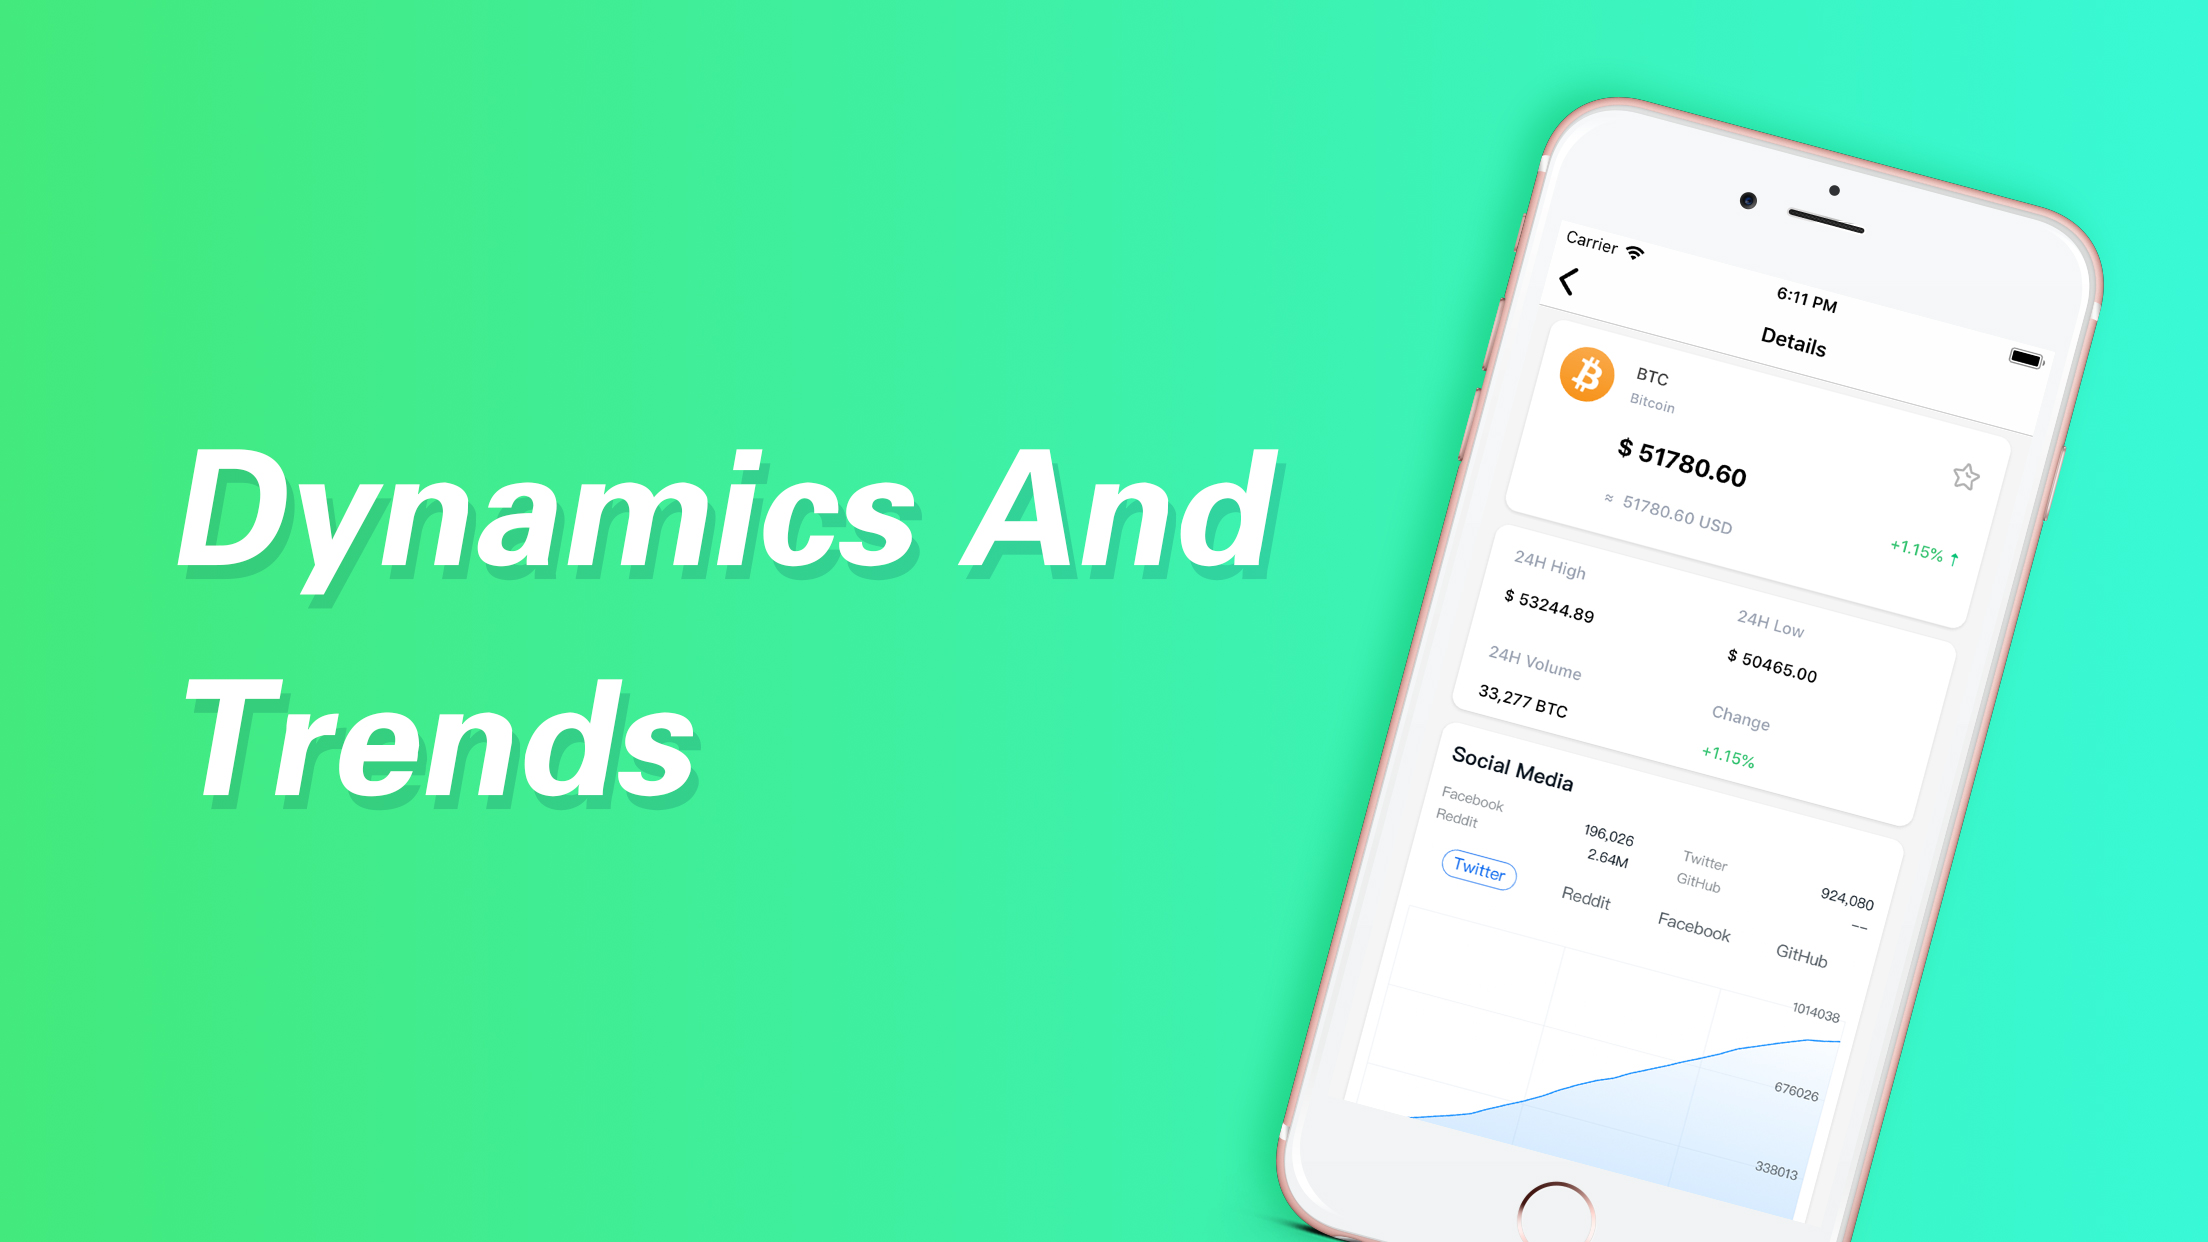 Dynamics And
Trends
Carrier
6:11 PM
Details
BTC
Bitcoin
$ 51780.60
≈ 51780.60 USD
+1.15% ↑
24H High
$ 53244.89
24H Low
$ 50465.00
24H Volume
33,277 BTC
Change
+1.15%
Social Media
Facebook 196,026 Twitter 924,080
Reddit 2.64M GitHub --
Twitter Reddit Facebook GitHub
1014038
676026
338013